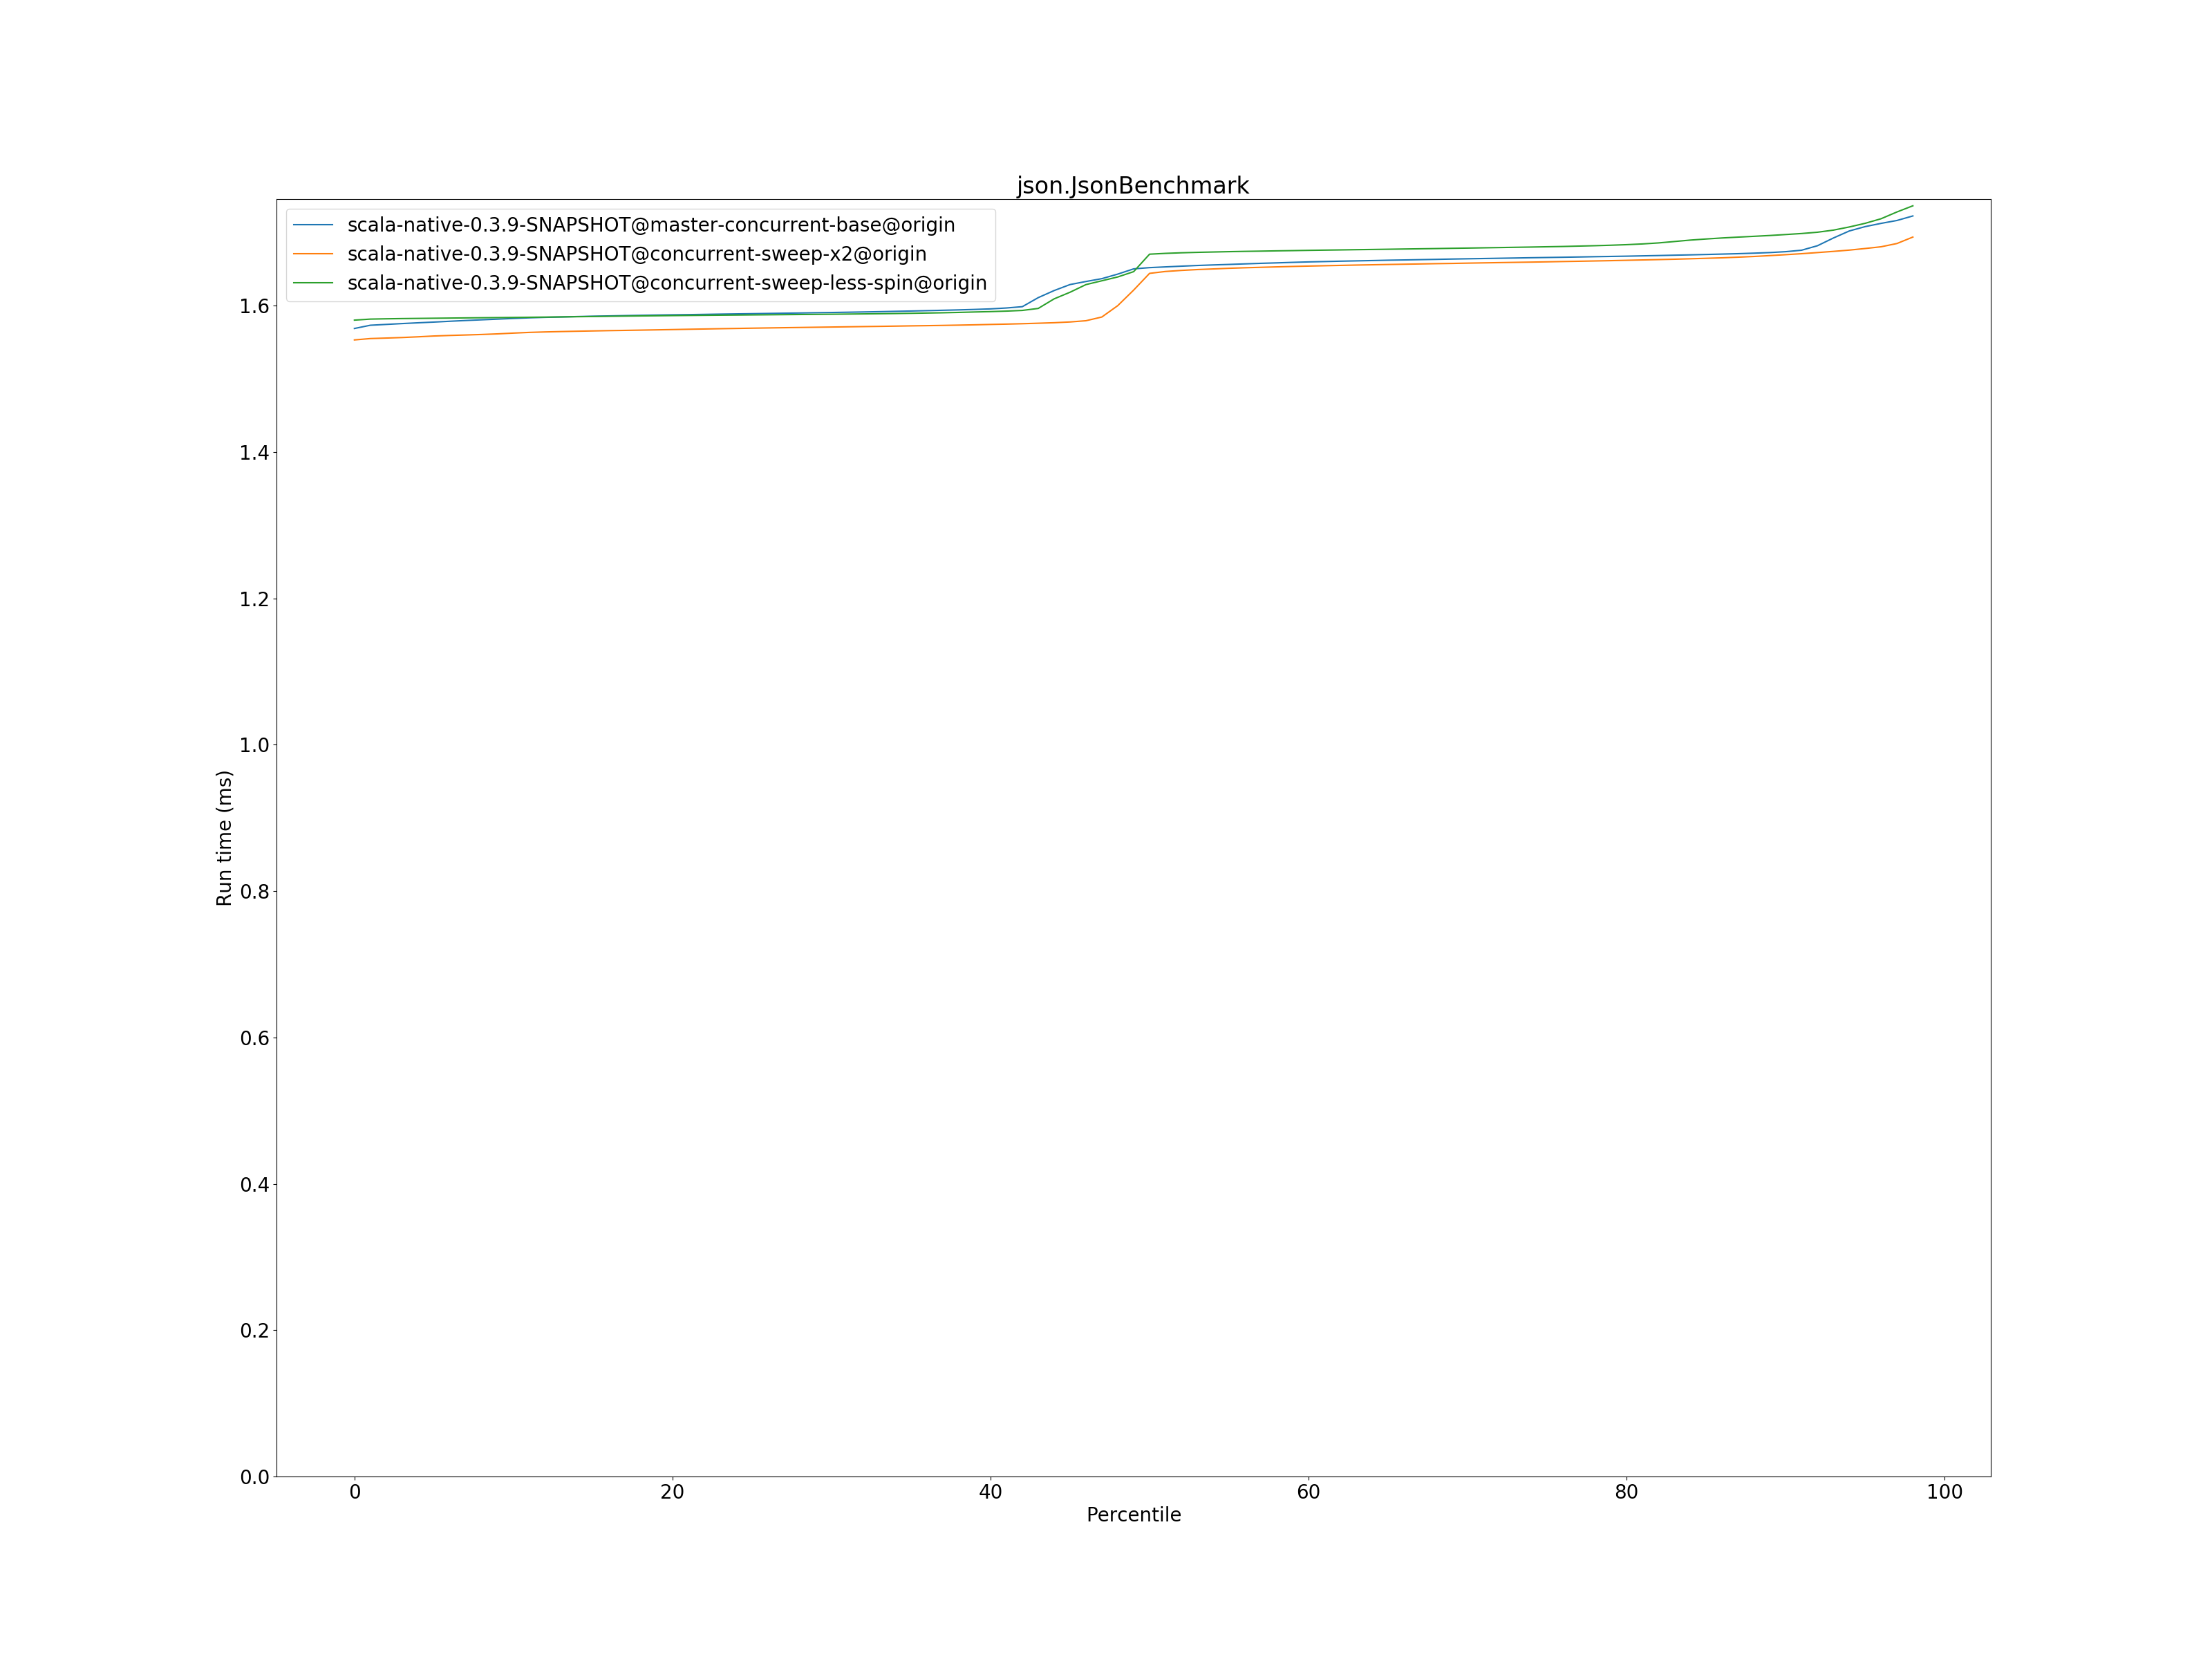 json.JsonBenchmark
scala-native-0.3.9-SNAPSHOT@master-concurrent-base@origin
scala-native-0.3.9-SNAPSHOT@concurrent-sweep-x2@origin
scala-native-0.3.9-SNAPSHOT@concurrent-sweep-less-spin@origin
1.6
1.4
1.2
1.0
0.8
0.6
0.4
0.2
0.0
Run time (ms)
0 20 40 60 80 100
Percentile